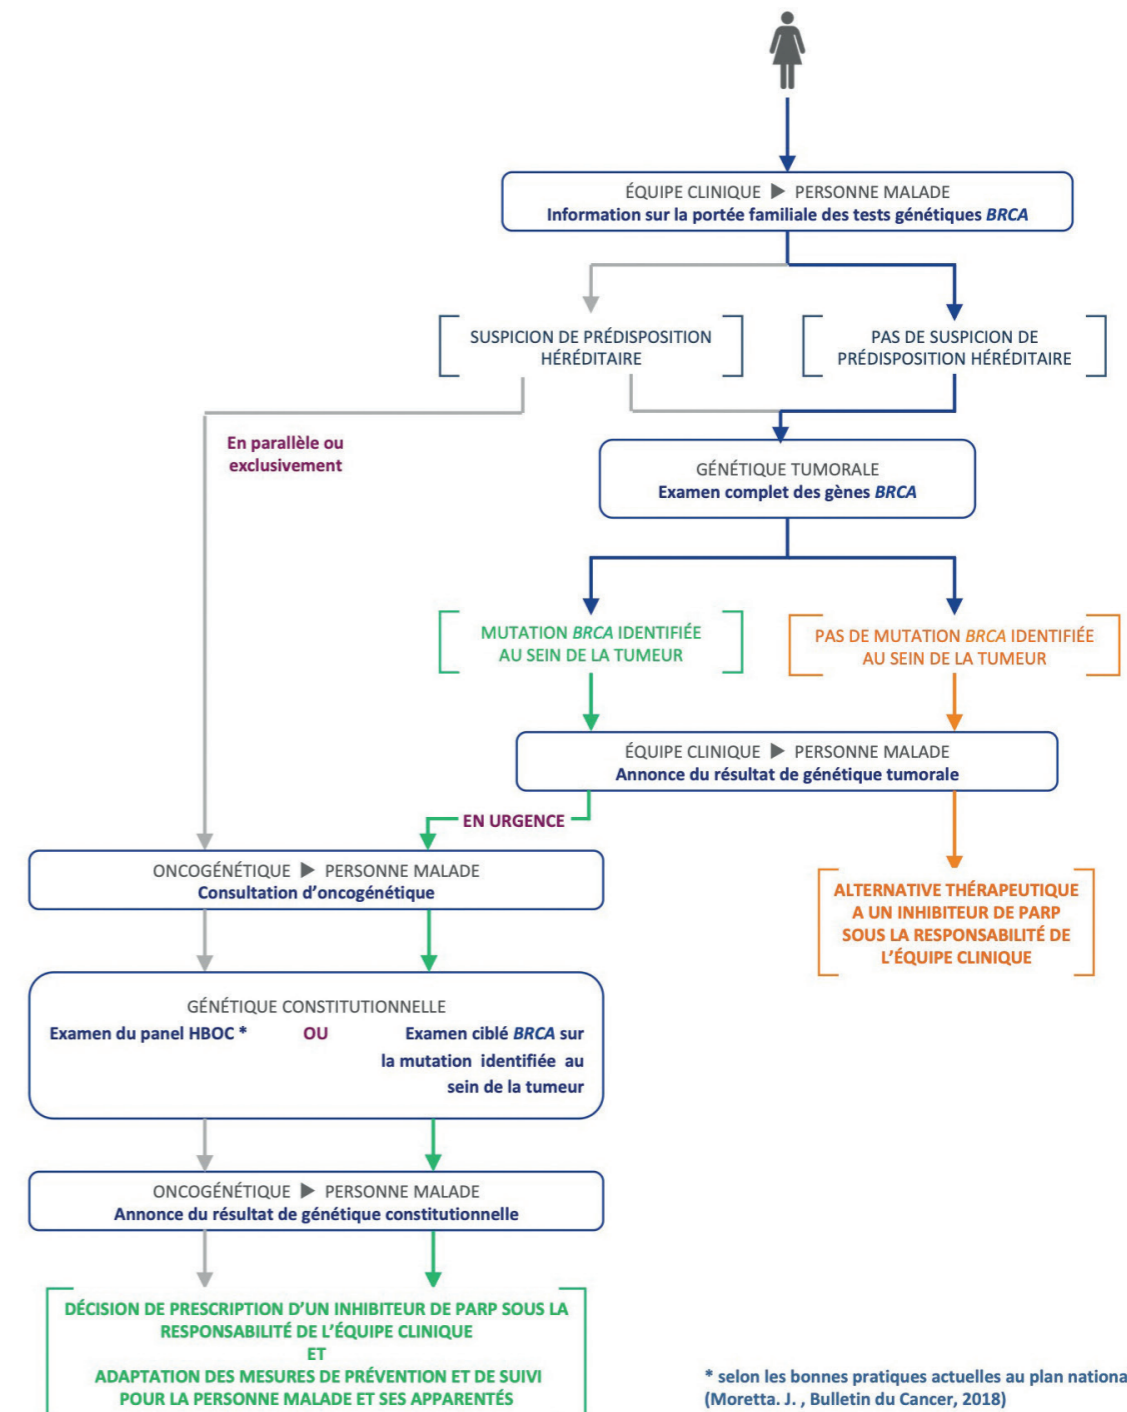 ÉQUIPE CLINIQUE ▶ PERSONNE MALADE
Information sur la portée familiale des tests génétiques BRCA
SUSPICION DE PRÉDISPOSITION
HÉRÉDITAIRE
PAS DE SUSPICION DE
PRÉDISPOSITION HÉRÉDITAIRE
En parallèle ou
exclusivement
GÉNÉTIQUE TUMORALE
Examen complet des gènes BRCA
MUTATION BRCA IDENTIFIÉE
AU SEIN DE LA TUMEUR
PAS DE MUTATION BRCA IDENTIFIÉE
AU SEIN DE LA TUMEUR
ÉQUIPE CLINIQUE ▶ PERSONNE MALADE
Annonce du résultat de génétique tumorale
EN URGENCE
ONCOGÉNÉTIQUE ▶ PERSONNE MALADE
Consultation d'oncogénétique
ALTERNATIVE THÉRAPEUTIQUE
A UN INHIBITEUR DE PARP
SOUS LA RESPONSABILITÉ DE
L'ÉQUIPE CLINIQUE
GÉNÉTIQUE CONSTITUTIONNELLE
Examen du panel HBOC * OU Examen ciblé BRCA sur
la mutation identifiée au
sein de la tumeur
ONCOGÉNÉTIQUE ▶ PERSONNE MALADE
Annonce du résultat de génétique constitutionnelle
DÉCISION DE PRESCRIPTION D'UN INHIBITEUR DE PARP SOUS LA
RESPONSABILITÉ DE L'ÉQUIPE CLINIQUE
ET
ADAPTATION DES MESURES DE PRÉVENTION ET DE SUIVI
POUR LA PERSONNE MALADE ET SES APPARENTÉS
* selon les bonnes pratiques actuelles au plan nationa
(Moretta. J. , Bulletin du Cancer, 2018)